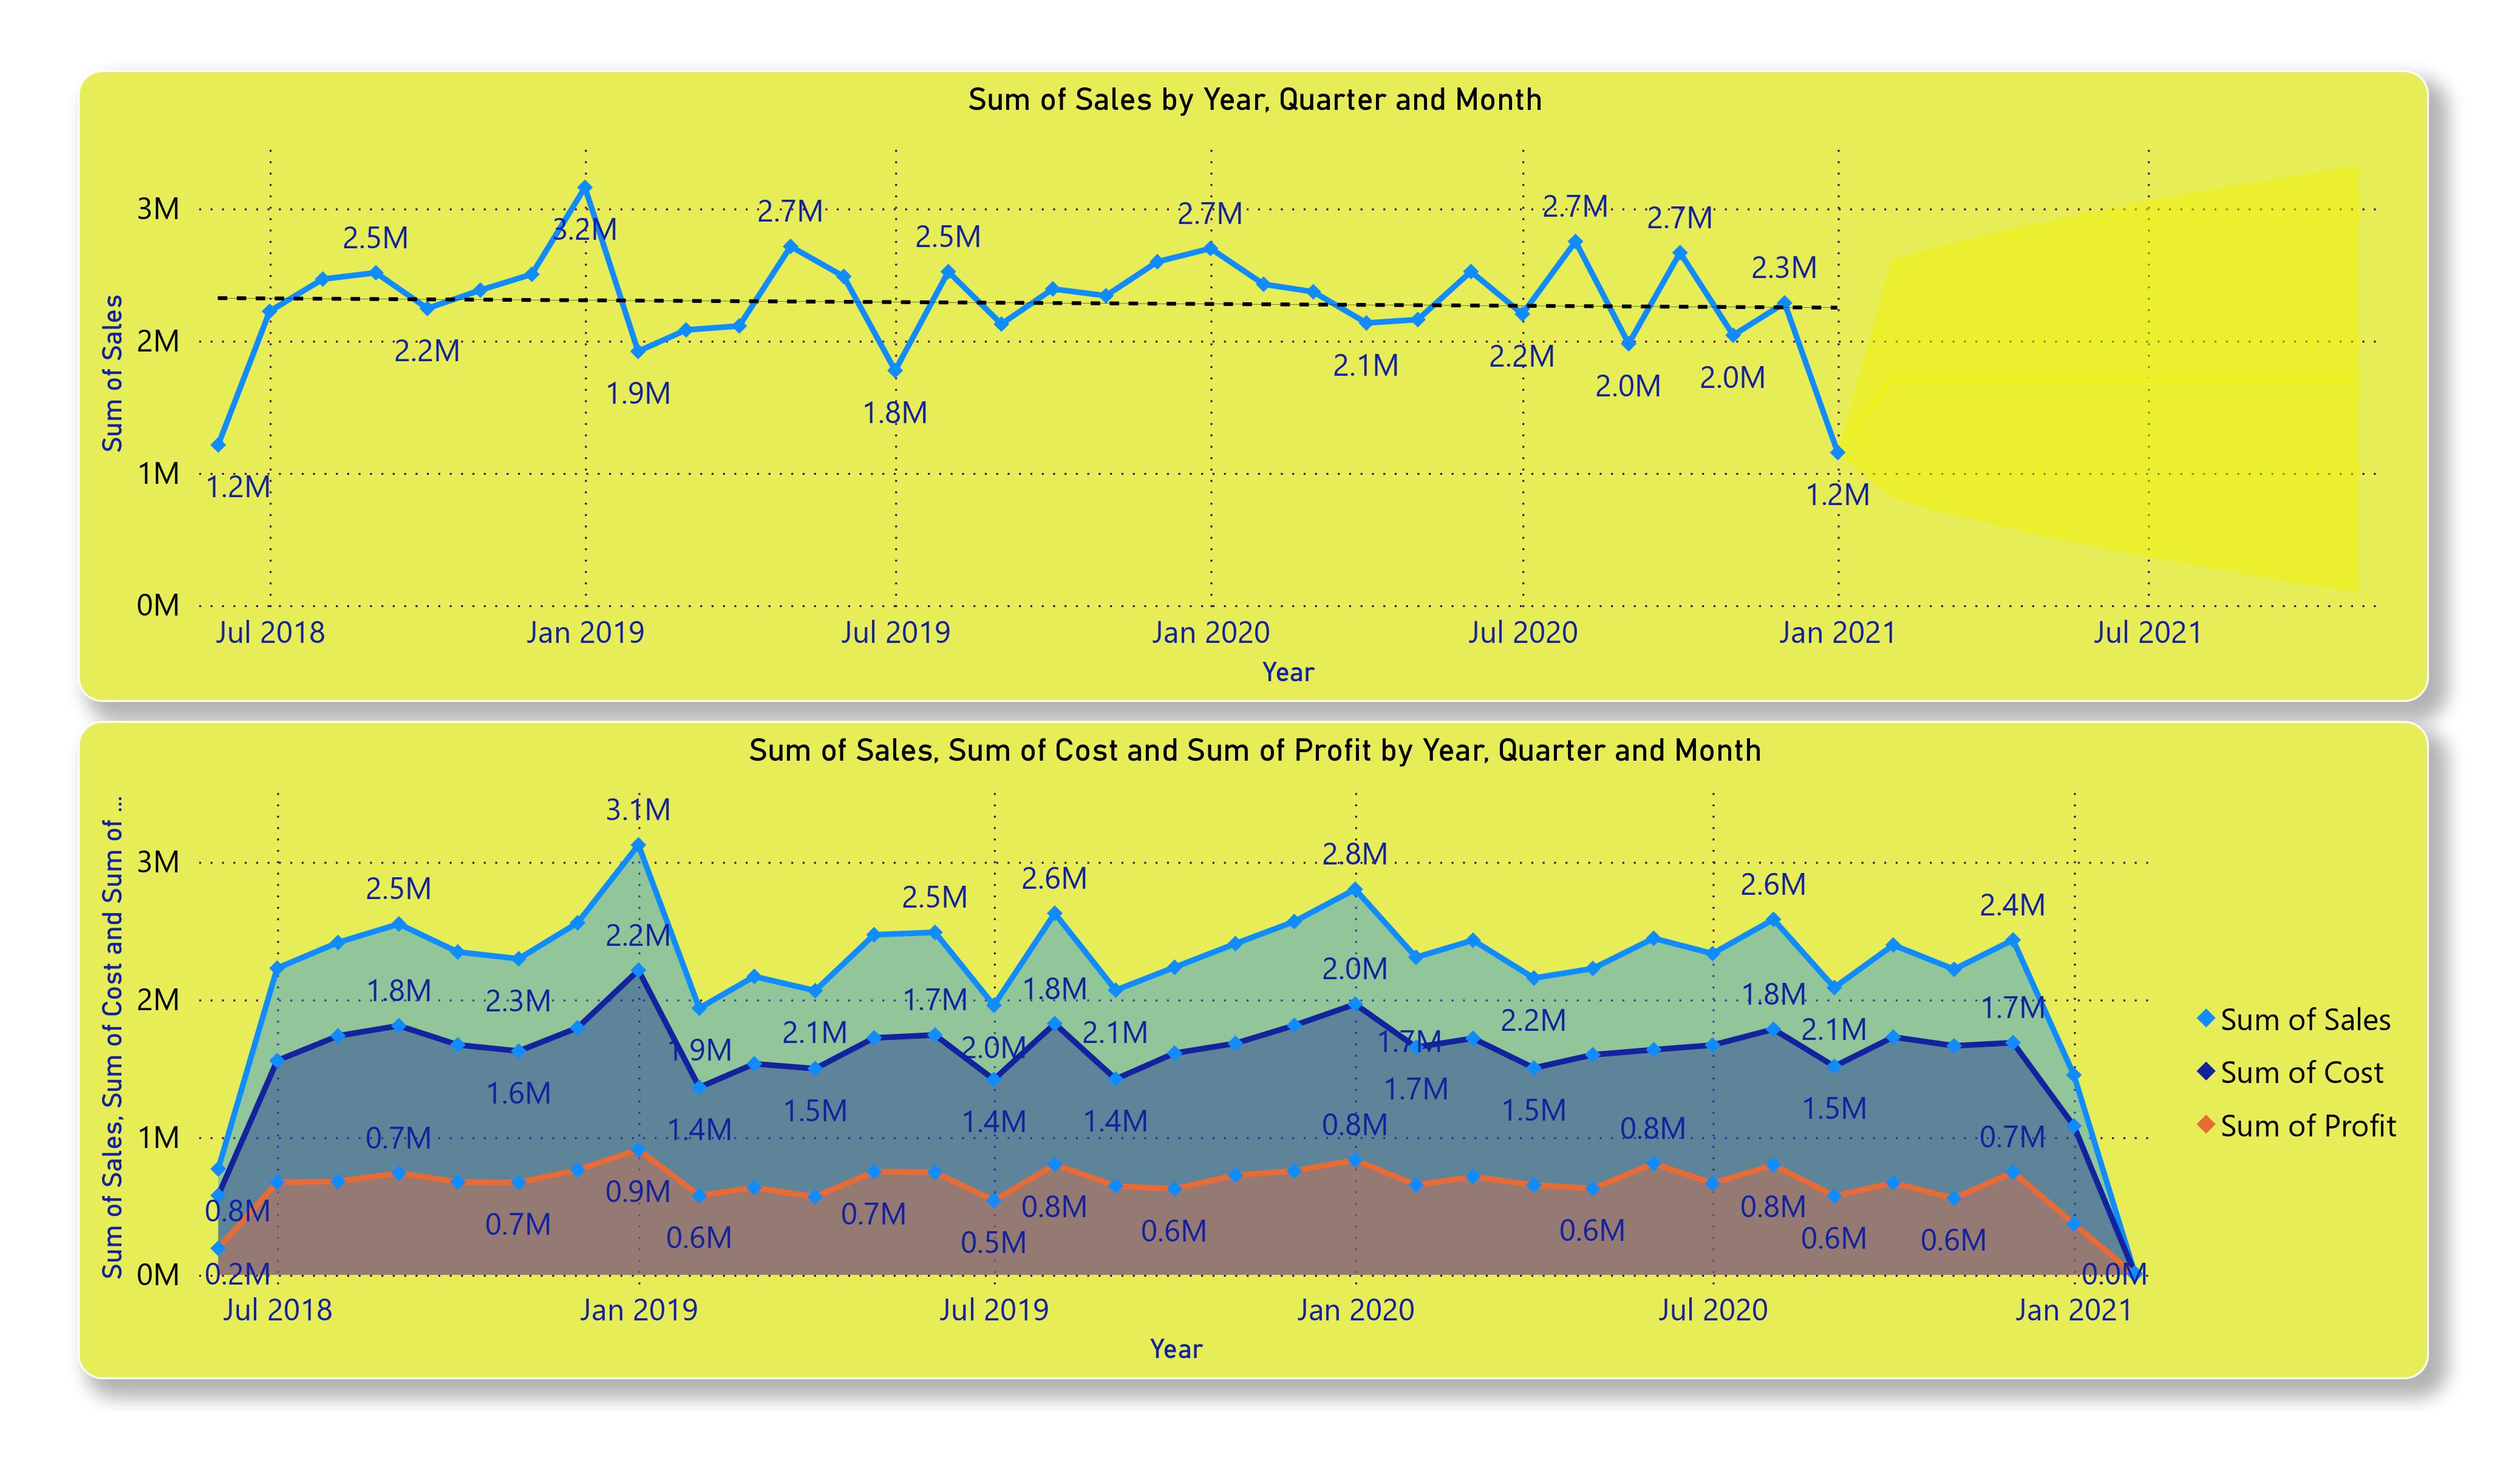 Sum of Sales by Year, Quarter and Month
Sum of Sales
3M
2M
1M
0M
1.2M
2.5M
2.2M
3.2M
1.9M
2.7M
1.8M
2.5M
2.7M
2.1M
2.2M
2.7M
2.0M
2.7M
2.0M
2.3M
1.2M
Jul 2018
Jan 2019
Jul 2019
Jan 2020
Jul 2020
Jan 2021
Jul 2021
Year
Sum of Sales, Sum of Cost and Sum of Profit by Year, Quarter and Month
Sum of Sales, Sum of Cost and Sum of ...
3M
2M
1M
0M
3.1M
2.8M
2.5M
2.5M
2.6M
2.6M
2.4M
2.2M
1.8M
2.3M
1.7M
1.8M
2.0M
1.8M
1.7M
1.9M
2.1M
2.0M
2.1M
1.7M
2.2M
2.1M
1.6M
1.4M
1.5M
1.4M
1.4M
1.7M
1.5M
1.5M
0.7M
0.8M
0.8M
0.7M
0.8M
0.7M
0.9M
0.6M
0.7M
0.5M
0.8M
0.6M
0.6M
0.8M
0.6M
0.6M
0.2M
0.0M
Jul 2018
Jan 2019
Jul 2019
Jan 2020
Jul 2020
Jan 2021
Year
Sum of Sales
Sum of Cost
Sum of Profit